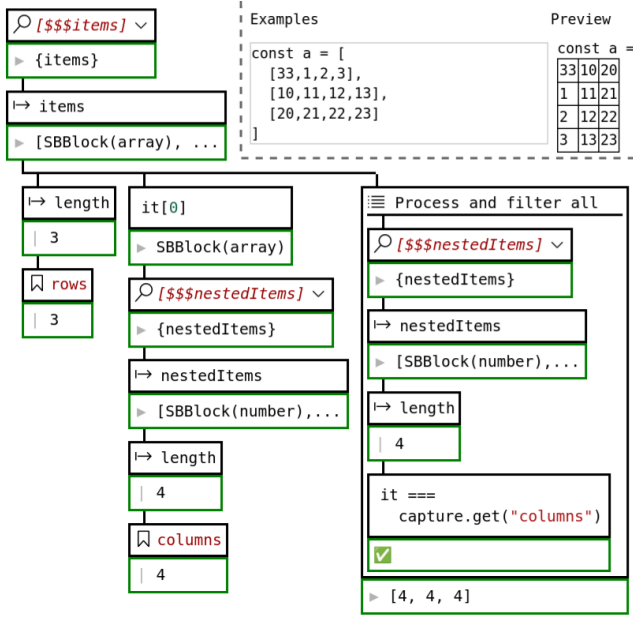 [$$$items]
{items}
items
[SBBlock(array), ...
Examples
const a = [
[33,1,2,3],
[10,11,12,13],
[20,21,22,23]
]
Preview
const a =
33 10 20
1 11 21
2 12 22
3 13 23
length
3
rows
3
it[0]
SBBlock(array)
[$$$nestedItems]
{nestedItems}
nestedItems
[SBBlock(number),...
length
4
columns
4
Process and filter all
[$$$nestedItems]
{nestedItems}
nestedItems
[SBBlock(number),...
length
4
it ===
capture.get("columns")
[4, 4, 4]